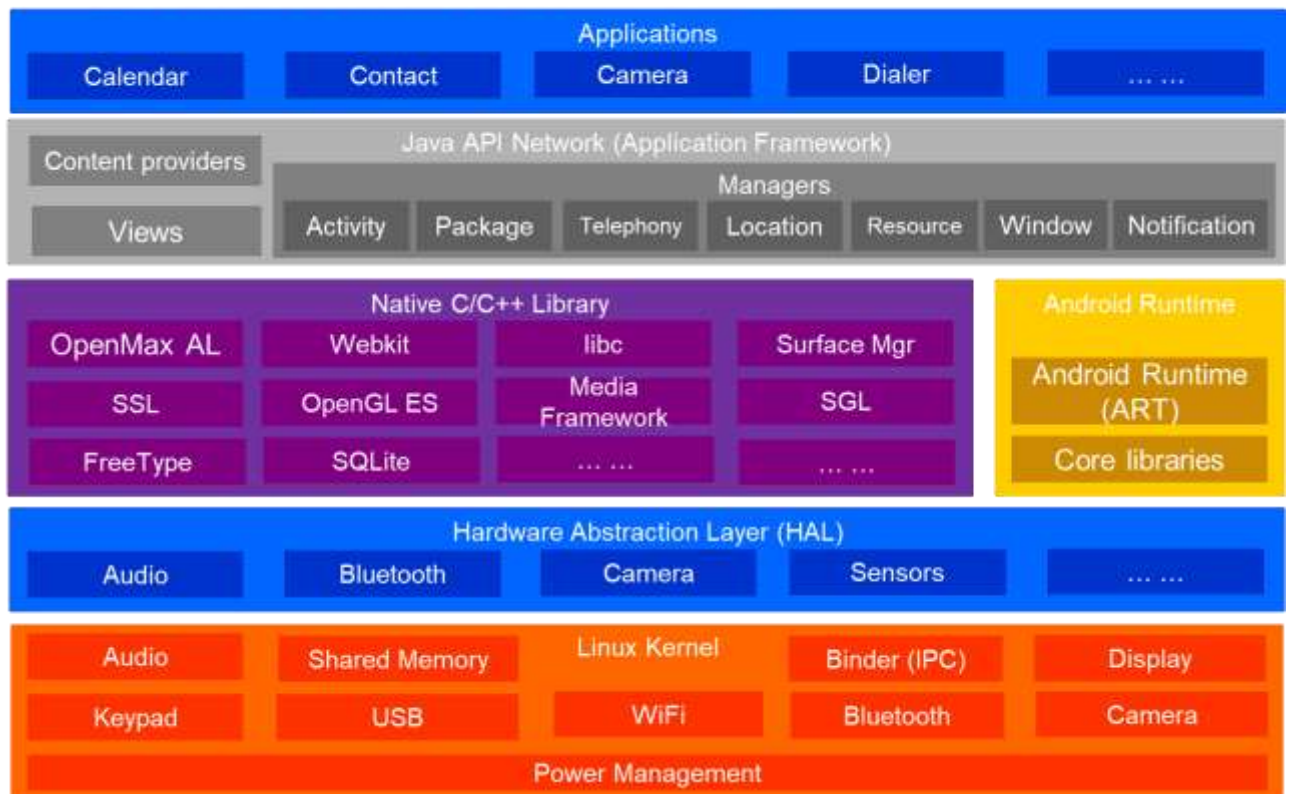 Applications
Calendar
Contact
Camera
Dialer
... ...
Java API Network (Application Framework)
Content providers
Views
Managers
Activity
Package
Telephony
Location
Resource
Window
Notification
Native C/C++ Library
OpenMax AL
Webkit
libc
Surface Mgr
SSL
OpenGL ES
Media
Framework
SGL
FreeType
SQLite
... ...
... ...
Android Runtime
Android Runtime
(ART)
Core libraries
Hardware Abstraction Layer (HAL)
Audio
Bluetooth
Camera
Sensors
... ...
Linux Kernel
Audio
Shared Memory
Binder (IPC)
Display
Keypad
USB
WiFi
Bluetooth
Camera
Power Management